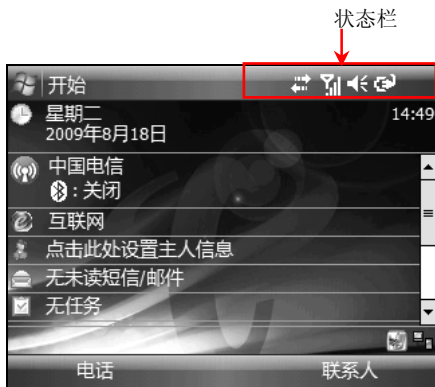 状态栏
开始
星期二
14:49
2009年8月18日
中国电信
：关闭
互联网
点击此处设置主人信息
无未读短信/邮件
无任务
电话 联系人